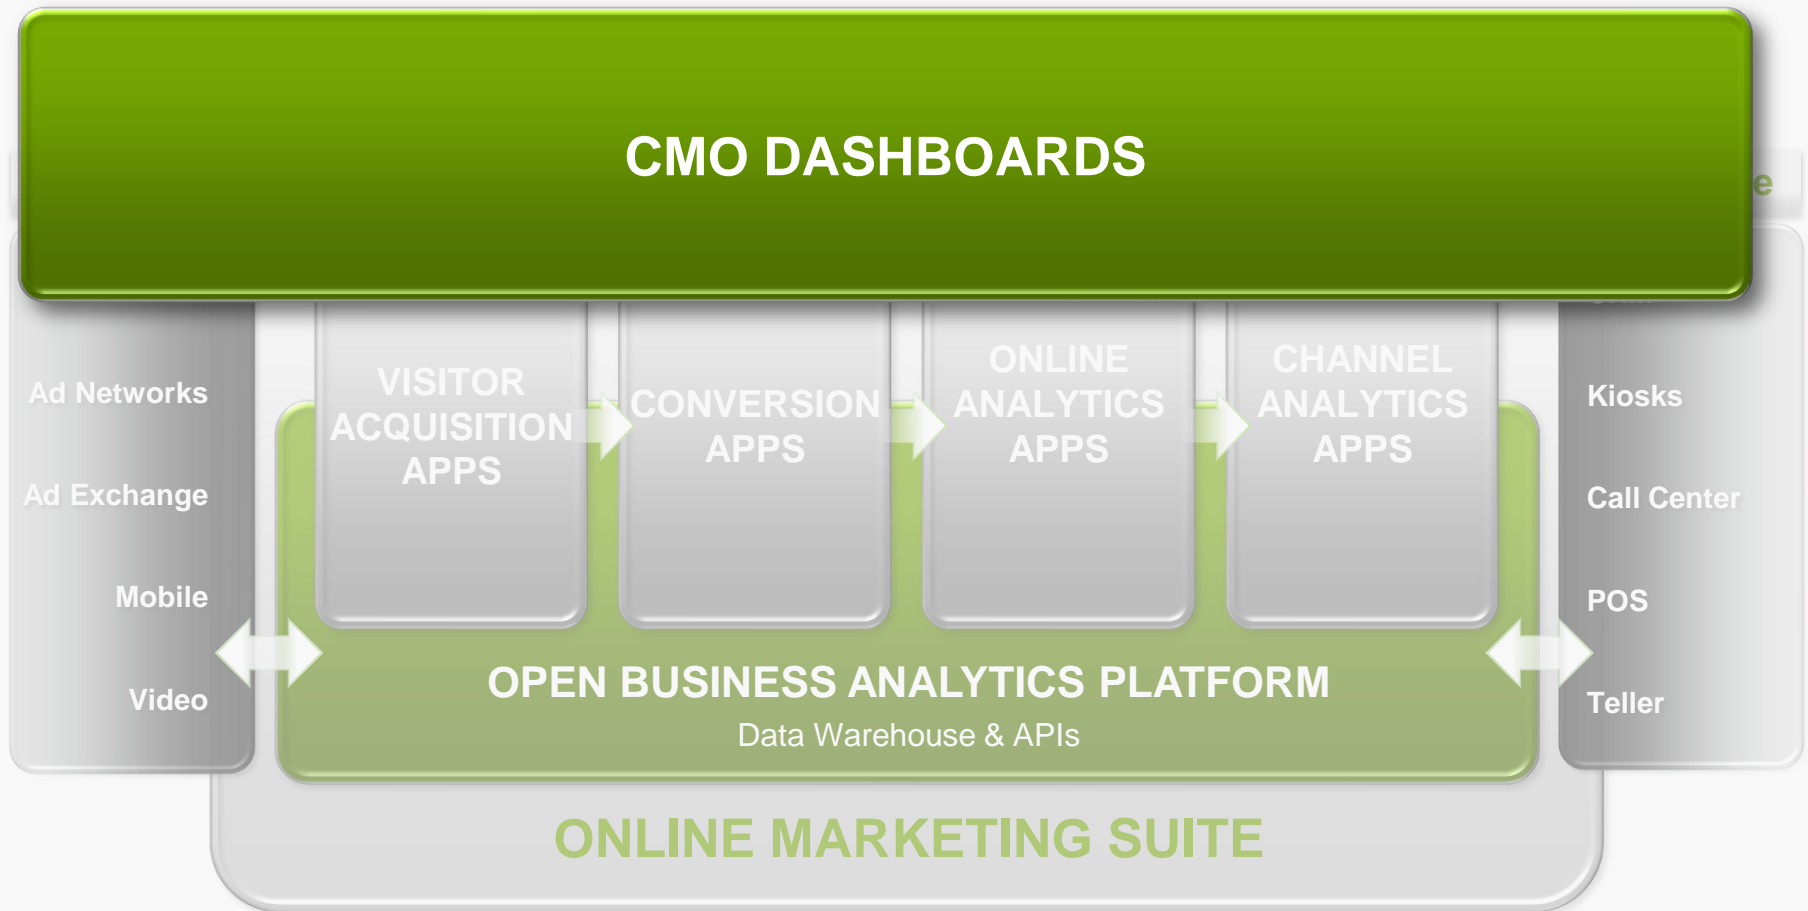 CMO DASHBOARDS
Ad Networks
Ad Exchange
Mobile
Video
VISITOR
ACQUISITION
APPS
CONVERSION
APPS
ONLINE
ANALYTICS
APPS
CHANNEL
ANALYTICS
APPS
Kiosks
Call Center
POS
Teller
OPEN BUSINESS ANALYTICS PLATFORM
Data Warehouse & APIs
ONLINE MARKETING SUITE